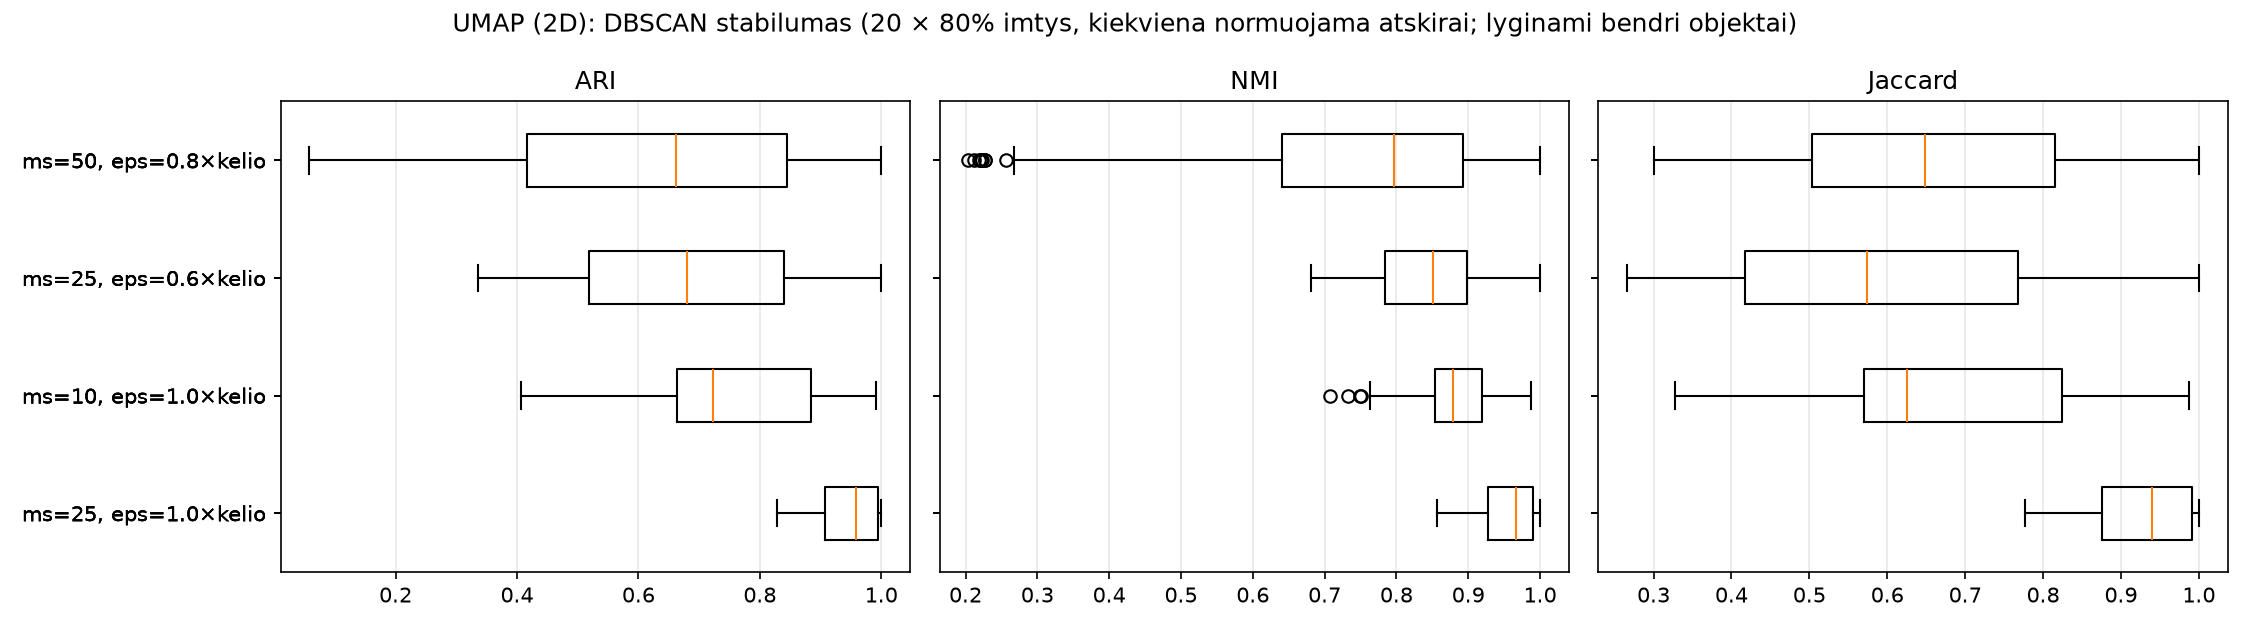 UMAP (2D): DBSCAN stabilumas (20 × 80% imtys, kiekviena normuojama atskirai; lyginami bendri objektai)
ARI
NMI
Jaccard
ms=50, eps=0.8×kelio
ms=25, eps=0.6×kelio
ms=10, eps=1.0×kelio
ms=25, eps=1.0×kelio
0.2 0.4 0.6 0.8 1.0
0.2 0.3 0.4 0.5 0.6 0.7 0.8 0.9 1.0
0.3 0.4 0.5 0.6 0.7 0.8 0.9 1.0